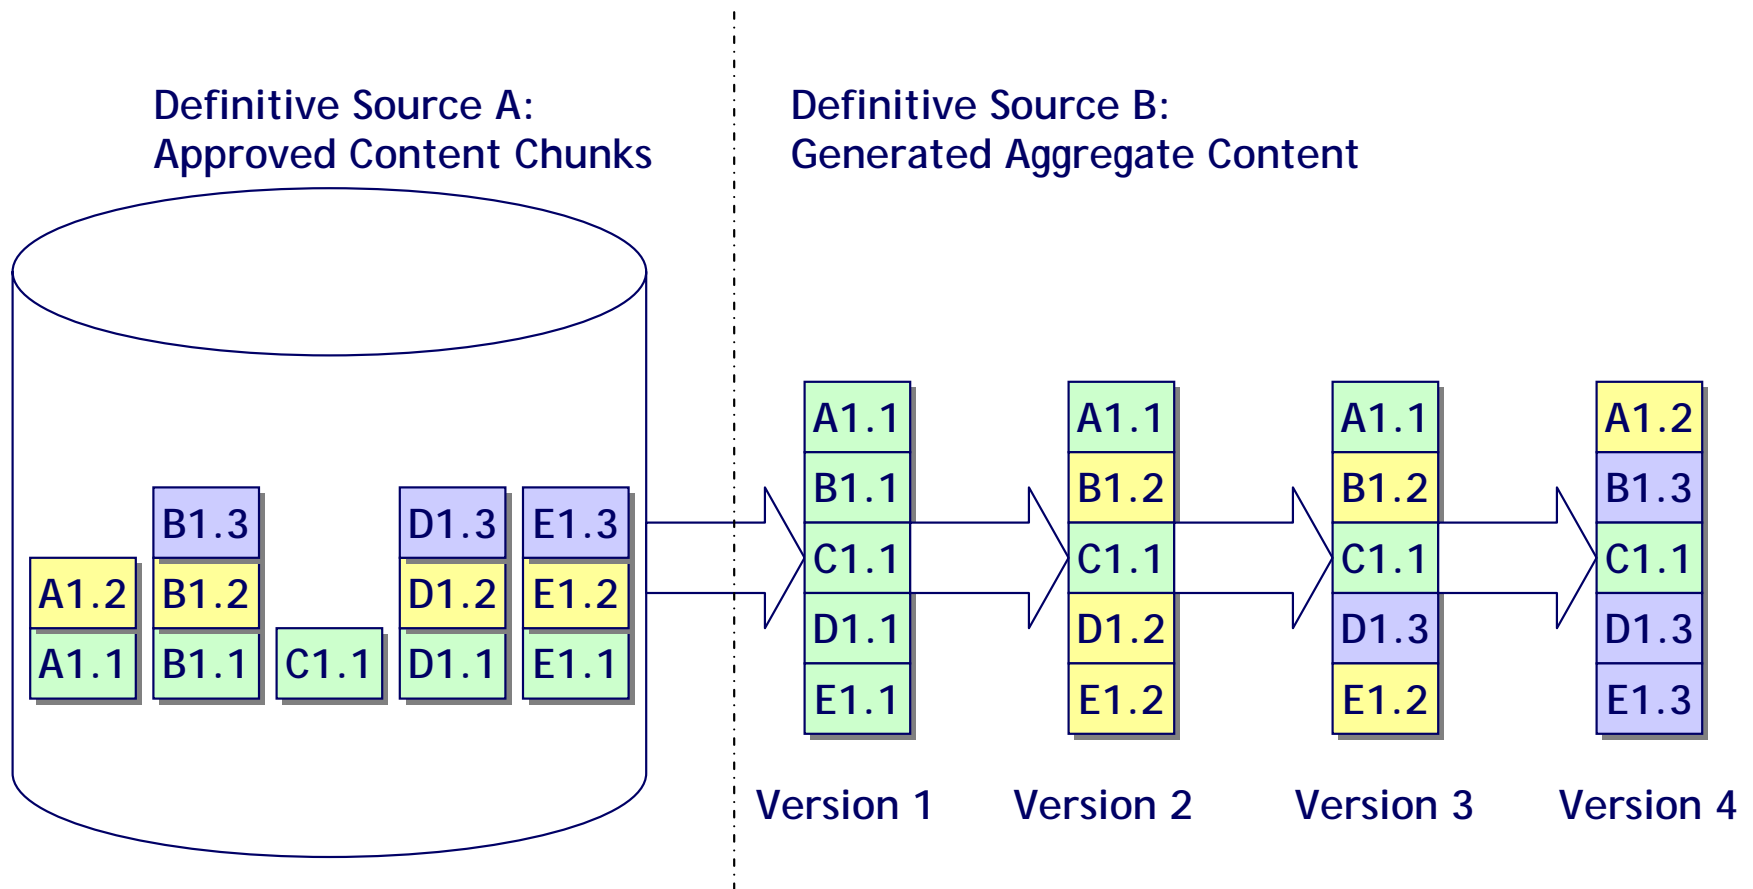 Definitive Source A:
Approved Content Chunks
Definitive Source B:
Generated Aggregate Content
B1.3 D1.3 E1.3
A1.2 B1.2 D1.2 E1.2
A1.1 B1.1 C1.1 D1.1 E1.1
A1.1 A1.1 A1.1 A1.2
B1.1 B1.2 B1.2 B1.3
C1.1 C1.1 C1.1 C1.1
D1.1 D1.2 D1.3 D1.3
E1.1 E1.2 E1.2 E1.3
Version 1 Version 2 Version 3 Version 4